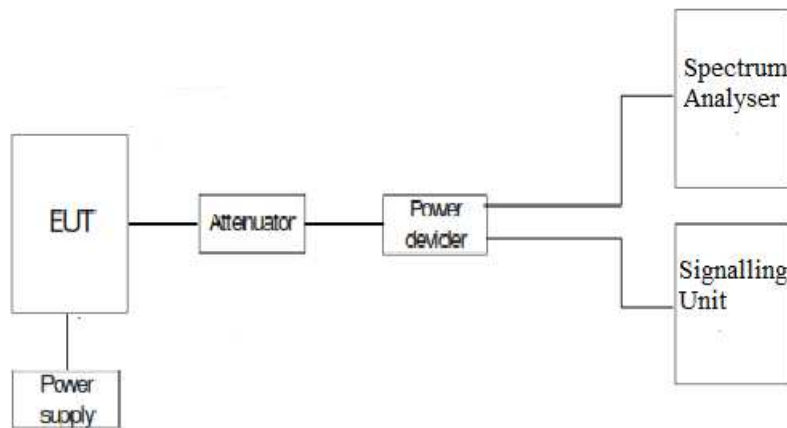 Spectrum
Analyser
EUT
Attenuator
Power
devider
Signalling
Unit
Power
supply